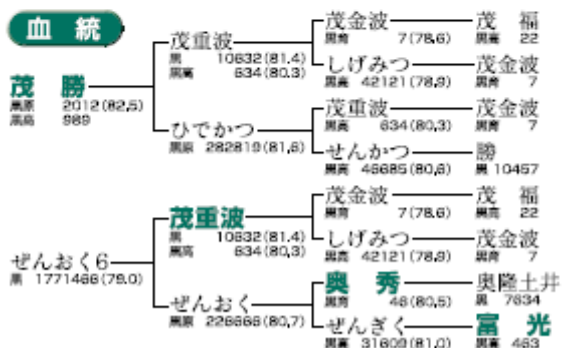 血 統
茂 勝
黒原 2012(82.5)
黒高 989
茂重波
黒 10632(81.4)
黒高 634(80.3)
茂金波
黒育 7(78.6)
茂 福
黒高 22
しげみつ
黒高 42121(78.9)
茂金波
黒育 7
ひでかつ
黒原 282819(81.6)
茂重波
黒高 634(80.3)
茂金波
黒育 7
せんかつ
黒高 46685(80.6)
勝
黒 10457
ぜんおく6
黒 1771466(79.0)
茂重波
黒 10632(81.4)
黒高 634(80.3)
茂金波
黒育 7(78.6)
茂 福
黒高 22
しげみつ
黒高 42121(78.9)
茂金波
黒育 7
ぜんおく
黒原 226666(80.7)
奥 秀
黒育 46(80.5)
奥隆土井
黒 7634
ぜんぎく
黒高 31609(81.0)
富 光
黒高 463